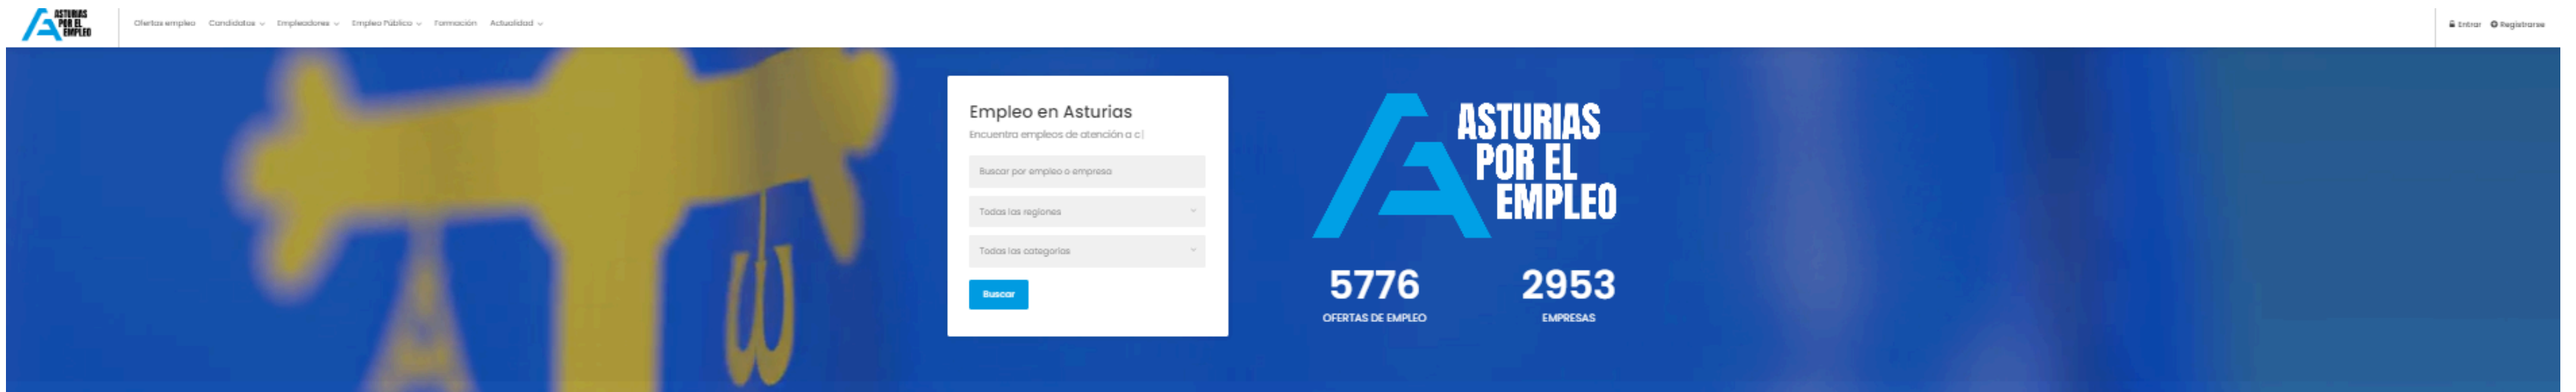 ASTURIAS
POR EL
EMPLEO
Ofertas empleo Candidatos Empleadores Empleo Público Formación Actualidad
Entrar Registrarse
Empleo en Asturias
Encuentra empleos de atención a c|
Buscar por empleo o empresa
Todas las regiones
Todas las categorías
Buscar
ASTURIAS
POR EL
EMPLEO
5776 2953
OFERTAS DE EMPLEO EMPRESAS
ω